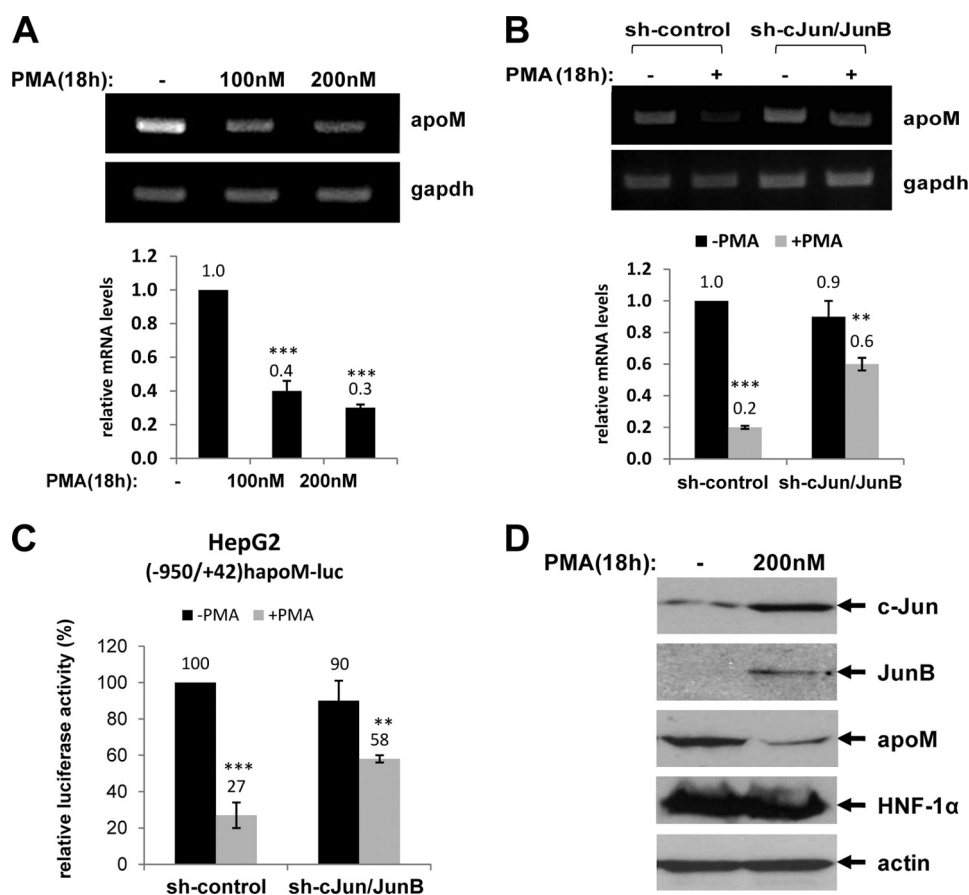 A
PMA(18h): - 100nM 200nM
apoM
gapdh
relative mRNA levels
1.2
1.0
0.8
0.6
0.4
0.2
0.0
1.0
***
0.4
***
0.3
PMA(18h): - 100nM 200nM
B
sh-control sh-cJun/JunB
PMA(18h): - + - +
apoM
gapdh
-PMA +PMA
relative mRNA levels
1.2
1.0
0.8
0.6
0.4
0.2
0.0
1.0
***
0.2
0.9
**
0.6
sh-control sh-cJun/JunB
C
HepG2
(-950/+42)hapoM-luc
-PMA +PMA
relative luciferase activity (%)
120
100
80
60
40
20
0
100
***
27
90
**
58
sh-control sh-cJun/JunB
D
PMA(18h): - 200nM
c-Jun
JunB
apoM
HNF-1α
actin